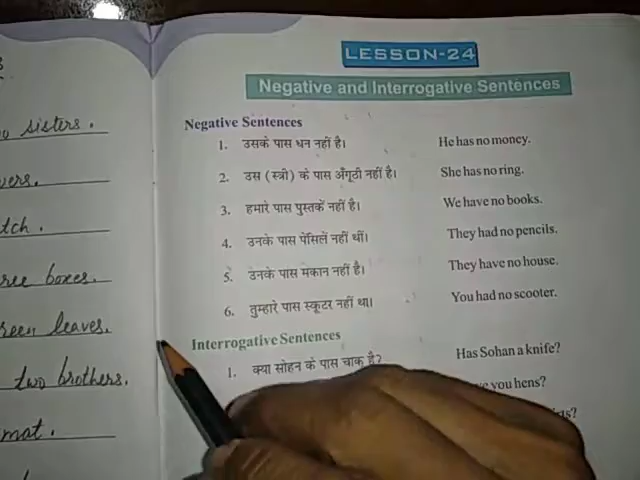 sisters.
tch.
boxes.
leaves.
two brothers.
mat.
LESSON-24
Negative and Interrogative Sentences
Negative Sentences
1. उसके पास धन नहीं है। He has no money.
2. उस (स्त्री) के पास अँगूठी नहीं है। She has no ring.
3. हमारे पास पुस्तकें नहीं है। We have no books.
4. उनके पास पेंसिलें नहीं थीं। They had no pencils.
5. उनके पास मकान नहीं है। They have no house.
6. तुम्हारे पास स्कूटर नहीं था। You had no scooter.
Interrogative Sentences
1. क्या सोहन के पास चाकू है? Has Sohan a knife?
you hens?